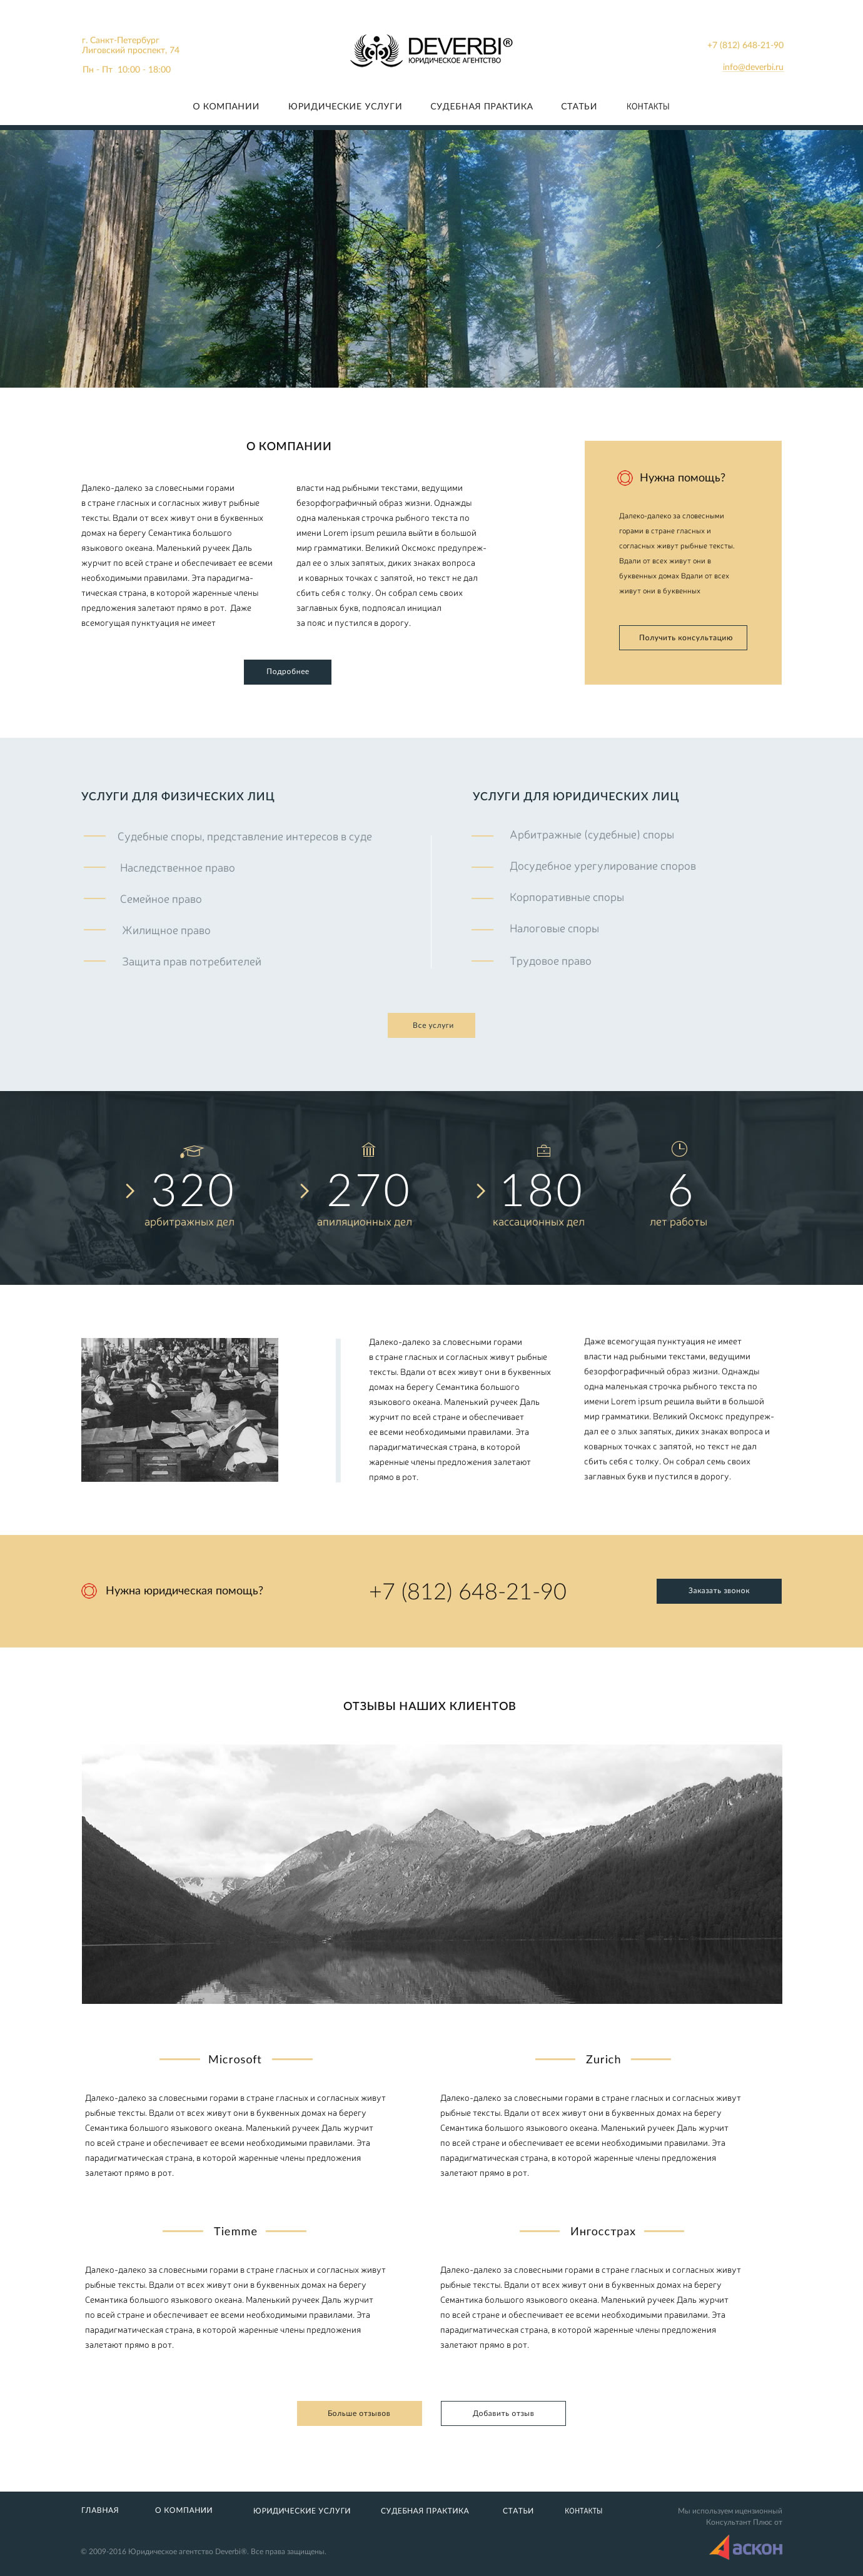 г. Санкт-Петербург
Лиговский проспект, 74
Пн - Пт 10:00 - 18:00
DEVERBI®
ЮРИДИЧЕСКОЕ АГЕНТСТВО
+7 (812) 648-21-90
info@deverbi.ru
О КОМПАНИИ ЮРИДИЧЕСКИЕ УСЛУГИ СУДЕБНАЯ ПРАКТИКА СТАТЬИ КОНТАКТЫ
О КОМПАНИИ
Далеко-далеко за словесными горами
в стране гласных и согласных живут рыбные
тексты. Вдали от всех живут они в буквенных
домах на берегу Семантика большого
языкового океана. Маленький ручеек Даль
журчит по всей стране и обеспечивает ее всеми
необходимыми правилами. Эта парадигма-
тическая страна, в которой жаренные члены
предложения залетают прямо в рот. Даже
всемогущая пунктуация не имеет
власти над рыбными текстами, ведущими
безорфографичный образ жизни. Однажды
одна маленькая строчка рыбного текста по
имени Lorem ipsum решила выйти в большой
мир грамматики. Великий Оксмокс предупреж-
дал ее о злых запятых, диких знаках вопроса
и коварных точках с запятой, но текст не дал
сбить себя с толку. Он собрал семь своих
заглавных букв, подпоясал инициал
за пояс и пустился в дорогу.
Подробнее
Нужна помощь?
Далеко-далеко за словесными
горами в стране гласных и
согласных живут рыбные тексты.
Вдали от всех живут они в
буквенных домах Вдали от всех
живут они в буквенных
Получить консультацию
УСЛУГИ ДЛЯ ФИЗИЧЕСКИХ ЛИЦ
Судебные споры, представление интересов в суде
Наследственное право
Семейное право
Жилищное право
Защита прав потребителей
УСЛУГИ ДЛЯ ЮРИДИЧЕСКИХ ЛИЦ
Арбитражные (судебные) споры
Досудебное урегулирование споров
Корпоративные споры
Налоговые споры
Трудовое право
Все услуги
320
арбитражных дел
270
апиляционных дел
180
кассационных дел
6
лет работы
Далеко-далеко за словесными горами
в стране гласных и согласных живут рыбные
тексты. Вдали от всех живут они в буквенных
домах на берегу Семантика большого
языкового океана. Маленький ручеек Даль
журчит по всей стране и обеспечивает
ее всеми необходимыми правилами. Эта
парадигматическая страна, в которой
жаренные члены предложения залетают
прямо в рот.
Даже всемогущая пунктуация не имеет
власти над рыбными текстами, ведущими
безорфографичный образ жизни. Однажды
одна маленькая строчка рыбного текста по
имени Lorem ipsum решила выйти в большой
мир грамматики. Великий Оксмокс предупреж-
дал ее о злых запятых, диких знаках вопроса и
коварных точках с запятой, но текст не дал
сбить себя с толку. Он собрал семь своих
заглавных букв и пустился в дорогу.
Нужна юридическая помощь?
+7 (812) 648-21-90
Заказать звонок
ОТЗЫВЫ НАШИХ КЛИЕНТОВ
Microsoft
Далеко-далеко за словесными горами в стране гласных и согласных живут
рыбные тексты. Вдали от всех живут они в буквенных домах на берегу
Семантика большого языкового океана. Маленький ручеек Даль журчит
по всей стране и обеспечивает ее всеми необходимыми правилами. Эта
парадигматическая страна, в которой жаренные члены предложения
залетают прямо в рот.
Zurich
Далеко-далеко за словесными горами в стране гласных и согласных живут
рыбные тексты. Вдали от всех живут они в буквенных домах на берегу
Семантика большого языкового океана. Маленький ручеек Даль журчит
по всей стране и обеспечивает ее всеми необходимыми правилами. Эта
парадигматическая страна, в которой жаренные члены предложения
залетают прямо в рот.
Tiemme
Далеко-далеко за словесными горами в стране гласных и согласных живут
рыбные тексты. Вдали от всех живут они в буквенных домах на берегу
Семантика большого языкового океана. Маленький ручеек Даль журчит
по всей стране и обеспечивает ее всеми необходимыми правилами. Эта
парадигматическая страна, в которой жаренные члены предложения
залетают прямо в рот.
Ингосстрах
Далеко-далеко за словесными горами в стране гласных и согласных живут
рыбные тексты. Вдали от всех живут они в буквенных домах на берегу
Семантика большого языкового океана. Маленький ручеек Даль журчит
по всей стране и обеспечивает ее всеми необходимыми правилами. Эта
парадигматическая страна, в которой жаренные члены предложения
залетают прямо в рот.
Больше отзывов
Добавить отзыв
ГЛАВНАЯ О КОМПАНИИ ЮРИДИЧЕСКИЕ УСЛУГИ СУДЕБНАЯ ПРАКТИКА СТАТЬИ КОНТАКТЫ
Мы используем ицензионный
Консультант Плюс от
АСКОН
© 2009-2016 Юридическое агентство Deverbi®. Все права защищены.